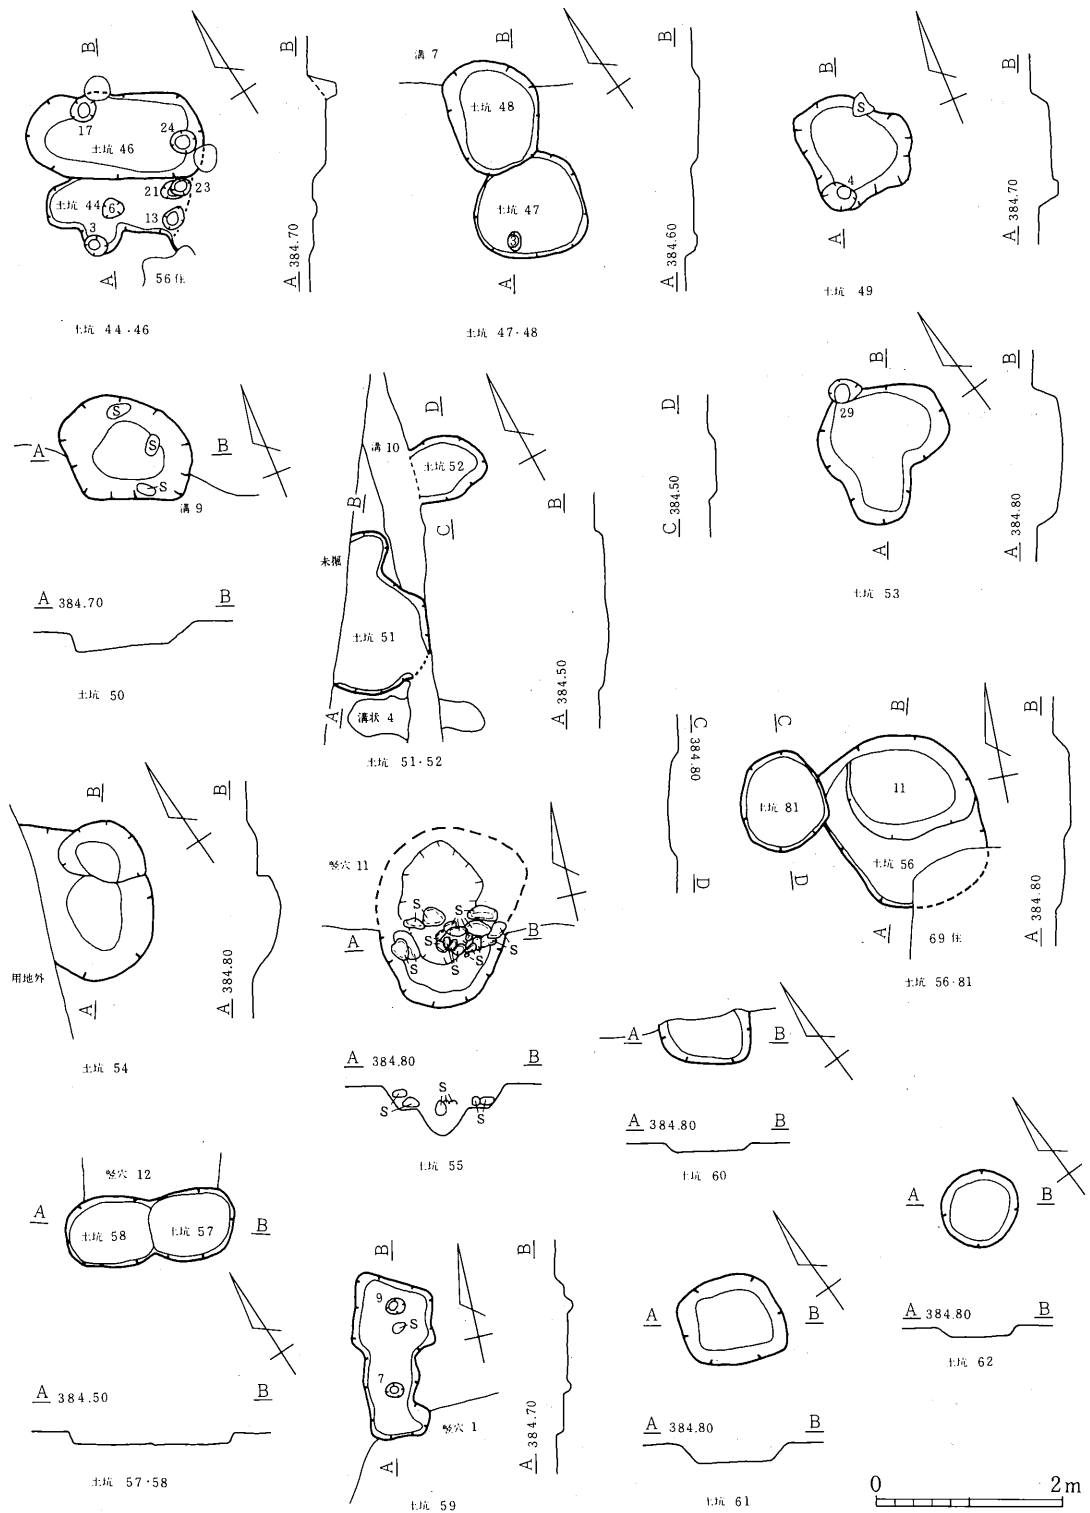 B
B
17
24
土坑 46
21
23
土坑 44
6
13
3
A
56住
A 384.70
土坑 44・46
溝 7
B
B
土坑 48
土坑 47
3
A
A 384.60
土坑 47・48
B
B
S
4
A
A 384.70
土坑 49
S
S
S
A
B
溝 9
A 384.70
B
土坑 50
D
溝 10
土坑 52
B
C
未掘
土坑 51
A
溝状 4
B
A 384.50
D
C 384.50
土坑 51・52
B
B
29
A
A 384.80
土坑 53
B
B
用地外
A
A 384.80
土坑 54
竪穴 11
S
S
S
S
S
S
S
A
B
A 384.80
B
S
S
S
土坑 55
C 384.80
D
C
B
B
11
土坑 81
土坑 56
D
A
69住
A 384.80
土坑 56・81
A
B
A 384.80
B
土坑 60
竪穴 12
A
B
土坑 58
土坑 57
A 384.50
B
土坑 57・58
B
B
9
S
7
竪穴 1
A
A 384.70
土坑 59
A
B
A 384.80
B
土坑 61
A
B
A 384.80
B
土坑 62
0
2m